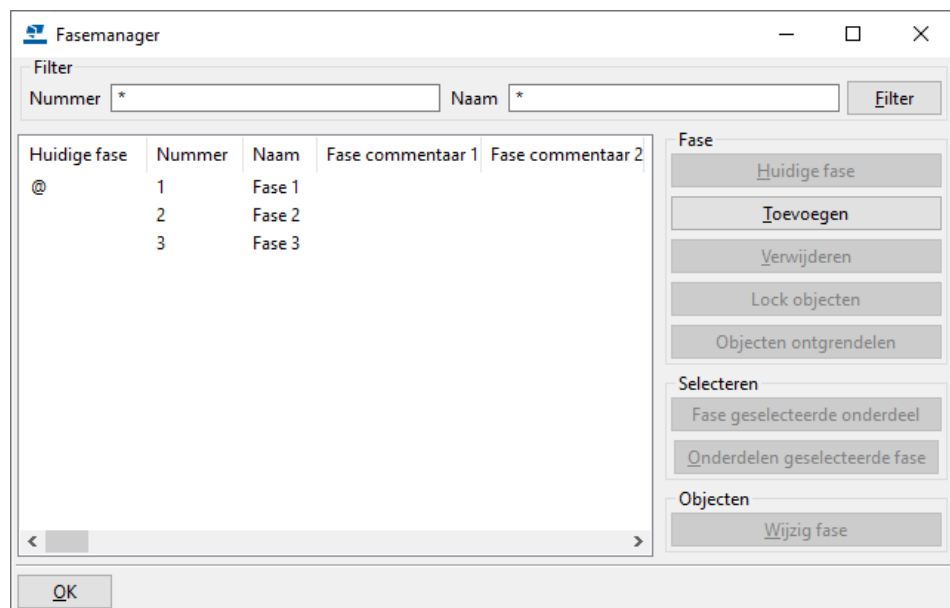 Fasemanager
Filter
Nummer * Naam * Filter
Huidige fase Nummer Naam Fase commentaar 1 Fase commentaar 2
@ 1 Fase 1
2 Fase 2
3 Fase 3
Fase
Huidige fase
Toevoegen
Verwijderen
Lock objecten
Objecten ontgrendelen
Selecteren
Fase geselecteerde onderdeel
Onderdelen geselecteerde fase
Objecten
Wijzig fase
OK